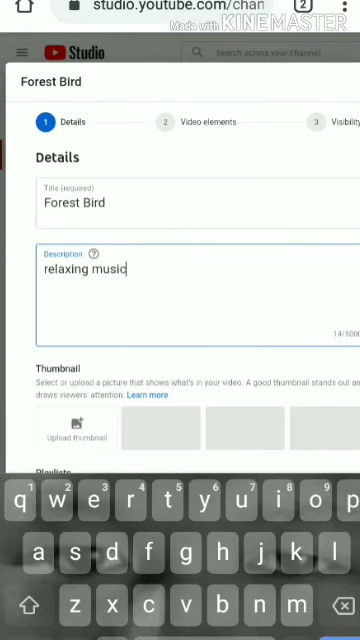 studio.youtube.com/chan
2
Made with KINEMASTER
Studio
Search across your channel
Forest Bird
1 Details 2 Video elements 3 Visibility
Details
Title (required)
Forest Bird
Description
relaxing music
14/5000
Thumbnail
Select or upload a picture that shows what's in your video. A good thumbnail stands out an
draws viewers' attention. Learn more
Upload thumbnail
Playlists
1 2 3 4 5 6 7 8 9
q w e r t y u i o p
a s d f g h j k l
z x c v b n m